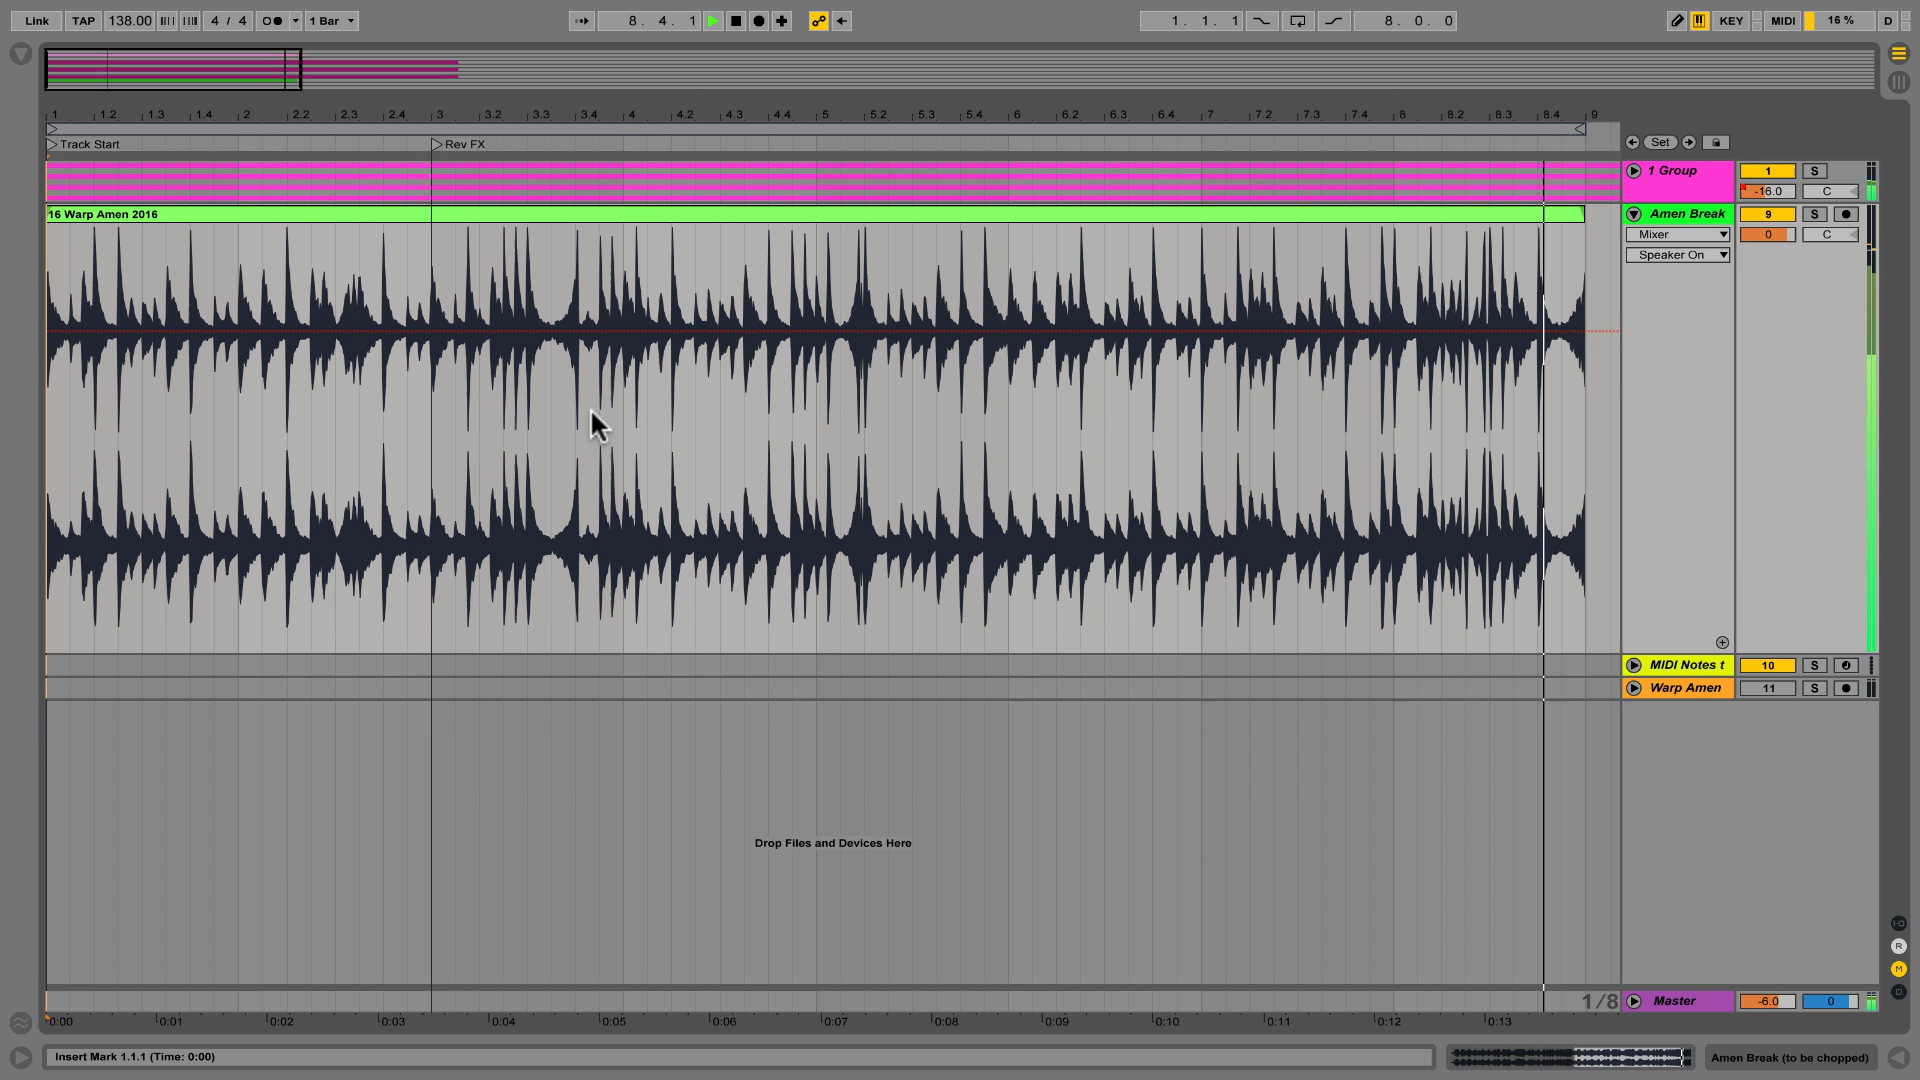 Link TAP 138.00 4 / 4 1 Bar 8. 4. 1 1. 1. 1 8. 0. 0 KEY MIDI 16 % D
1 1.2 1.3 1.4 2 2.2 2.3 2.4 3 3.2 3.3 3.4 4 4.2 4.3 4.4 5 5.2 5.3 5.4 6 6.2 6.3 6.4 7 7.2 7.3 7.4 8 8.2 8.3 8.4 9
Track Start Rev FX Set
1 Group 1 S
-16.0 C
16 Warp Amen 2016 Amen Break 9 S
Mixer 0 C
Speaker On
MIDI Notes t 10 S
Warp Amen 11 S
Drop Files and Devices Here
R
M
D
1/8 Master -6.0 0
0:00 0:01 0:02 0:03 0:04 0:05 0:06 0:07 0:08 0:09 0:10 0:11 0:12 0:13
Insert Mark 1.1.1 (Time: 0:00) Amen Break (to be chopped)